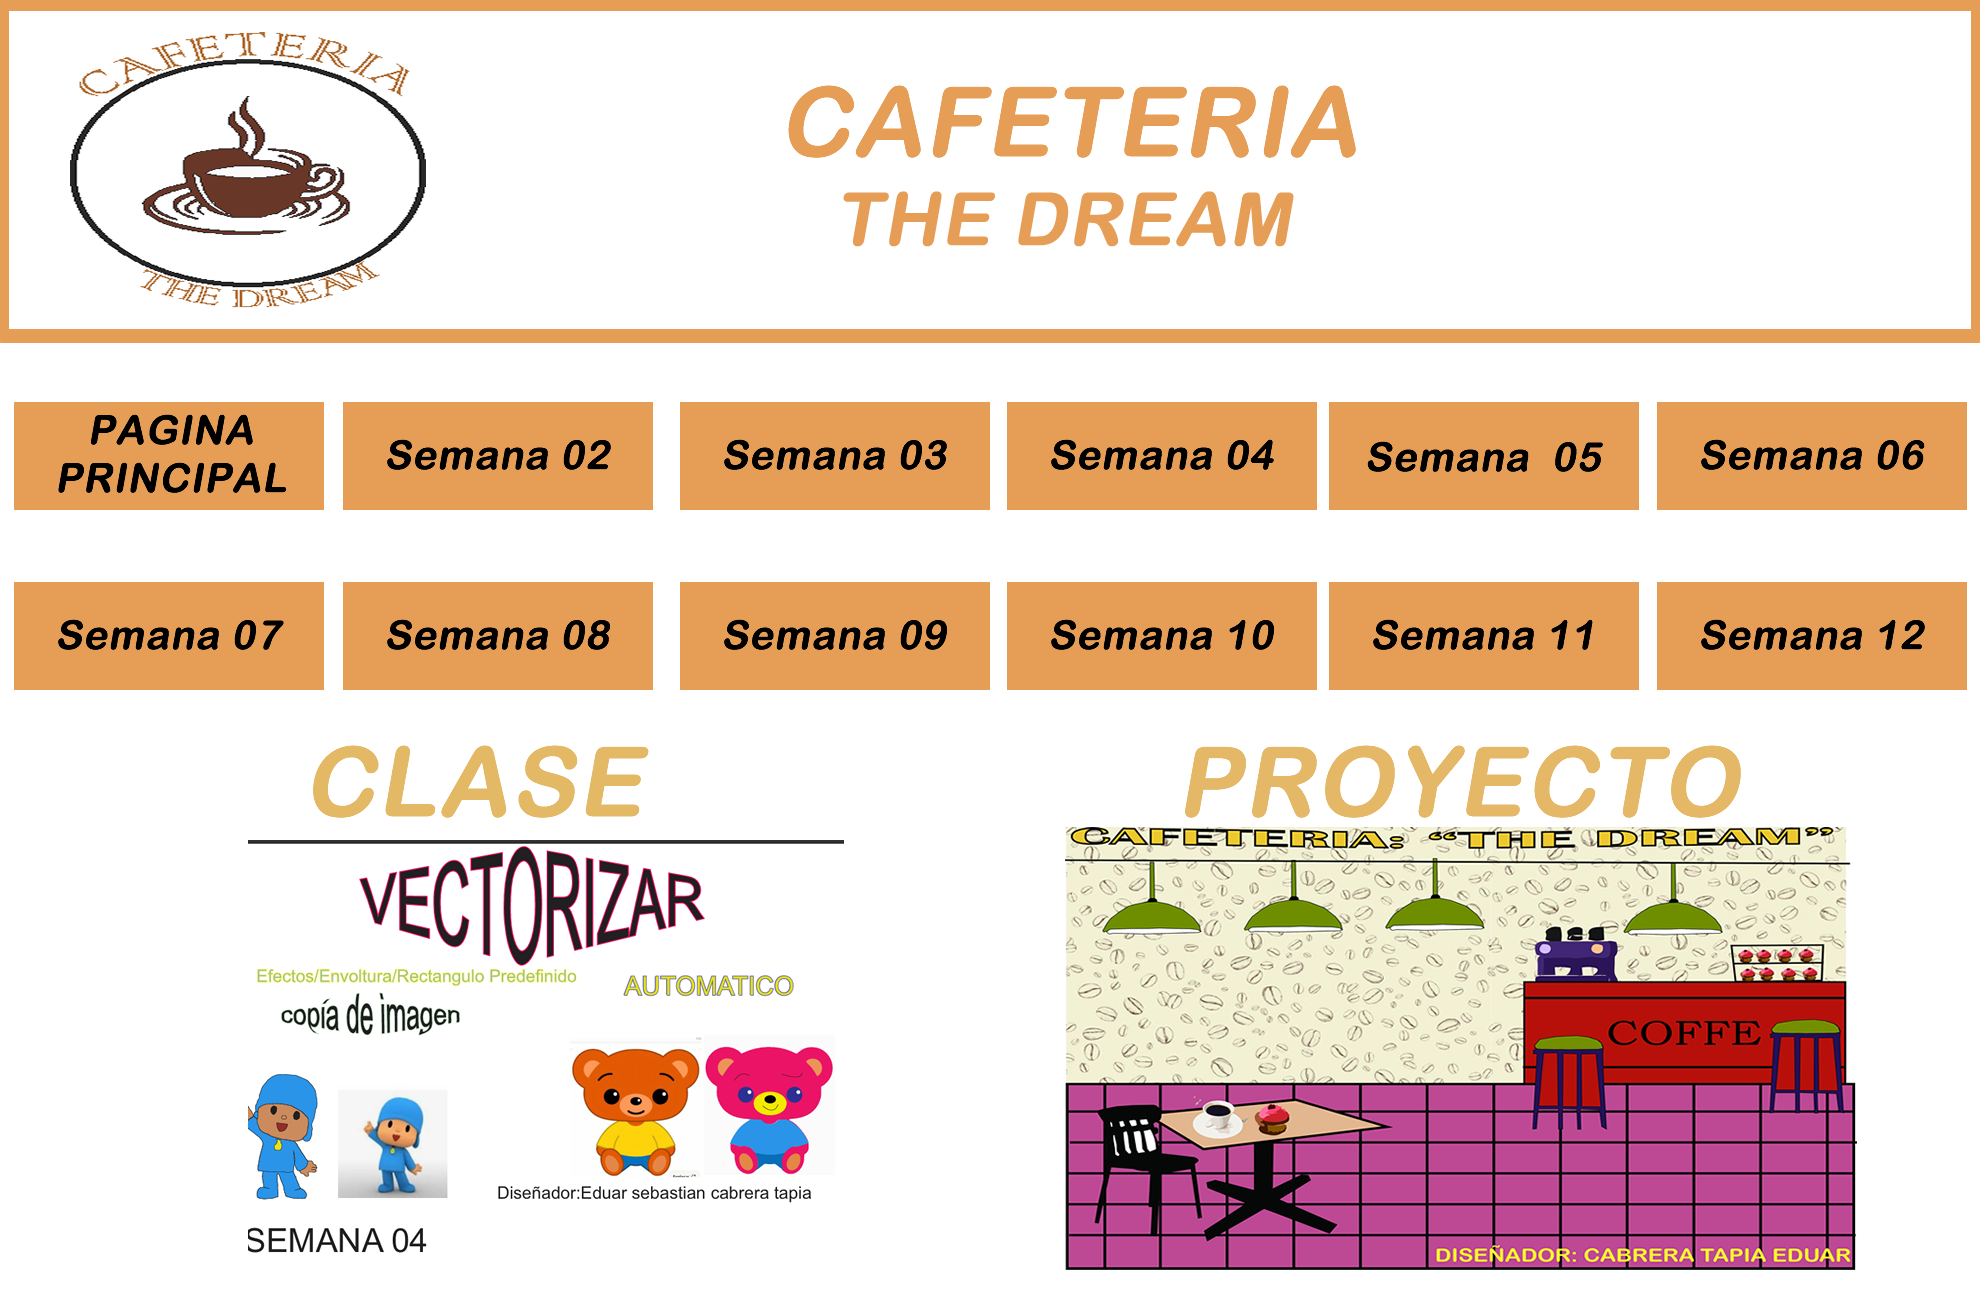 CAFETERIA
THE DREAM
CAFETERIA
THE DREAM
PAGINA
PRINCIPAL
Semana 02
Semana 03
Semana 04
Semana  05
Semana 06
Semana 07
Semana 08
Semana 09
Semana 10
Semana 11
Semana 12
CLASE
VECTORIZAR
Efectos/Envoltura/Rectangulo Predefinido
AUTOMATICO
copía de imagen
Diseñador:Eduar sebastian cabrera tapia
SEMANA 04
PROYECTO
CAFETERIA: “THE DREAM”
COFFE
DISEÑADOR: CABRERA TAPIA EDUAR